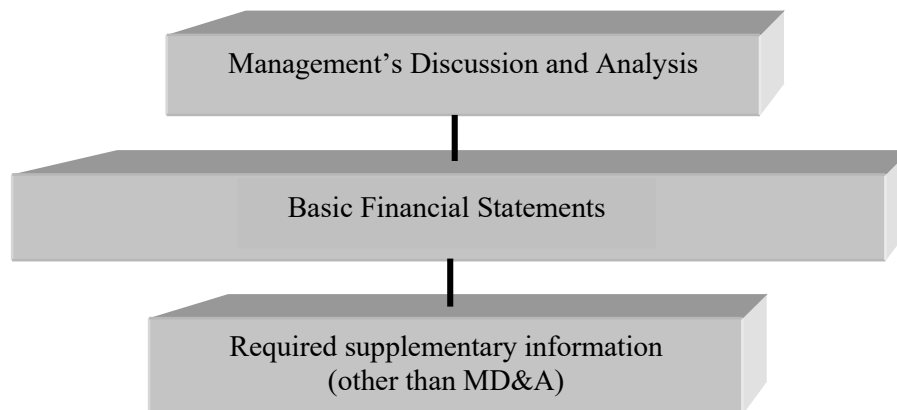 Management’s Discussion and Analysis
Basic Financial Statements
Required supplementary information
(other than MD&A)